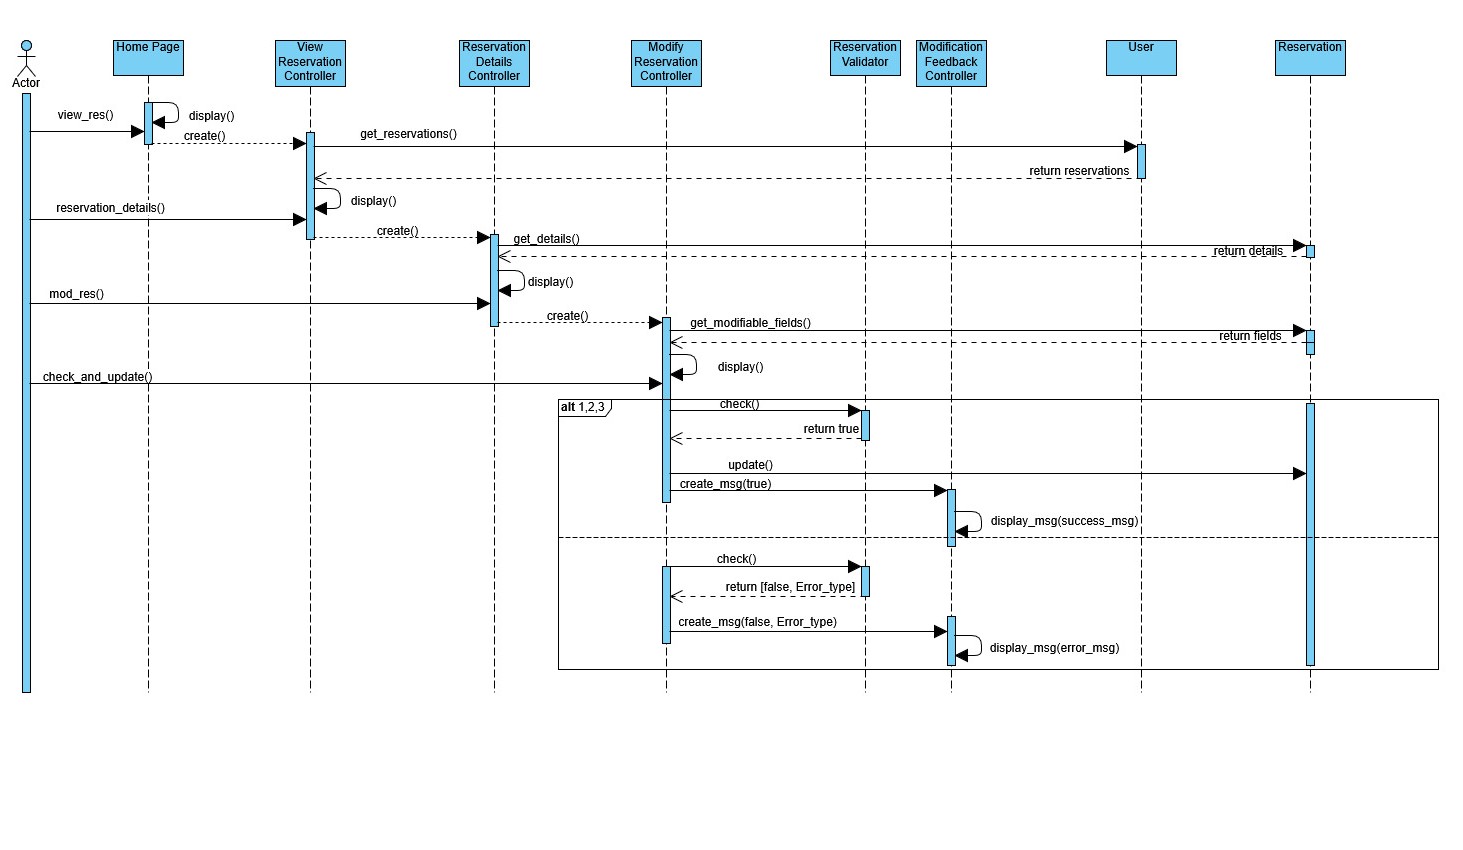 Home Page
View
Reservation
Controller
Reservation
Details
Controller
Modify
Reservation
Controller
Reservation
Validator
Modification
Feedback
Controller
User
Reservation
Actor
view_res()
display()
create()
get_reservations()
return reservations
display()
reservation_details()
create()
get_details()
return details
display()
mod_res()
create()
get_modifiable_fields()
return fields
display()
check_and_update()
alt 1,2,3
check()
return true
update()
create_msg(true)
display_msg(success_msg)
check()
return [false, Error_type]
create_msg(false, Error_type)
display_msg(error_msg)